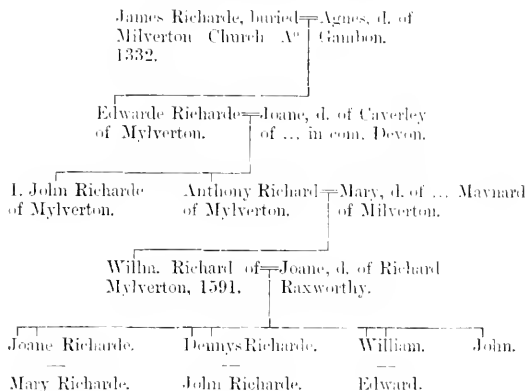 James Richarde, buried Agnes, d. of
Milverton Church Aº Gambon.
1332.
Edwarde Richarde Joane, d. of Caverley
of Mylverton. of ... in com. Devon.
1. John Richarde Anthony Richard Mary, d. of ... Maynard
of Mylverton. of Mylverton. of Milverton.
Willm. Richard of Joane, d. of Richard
Mylverton, 1591. Raxworthy.
Joane Richarde. Dennys Richarde. William. John.
Mary Richarde. John Richarde. Edward.